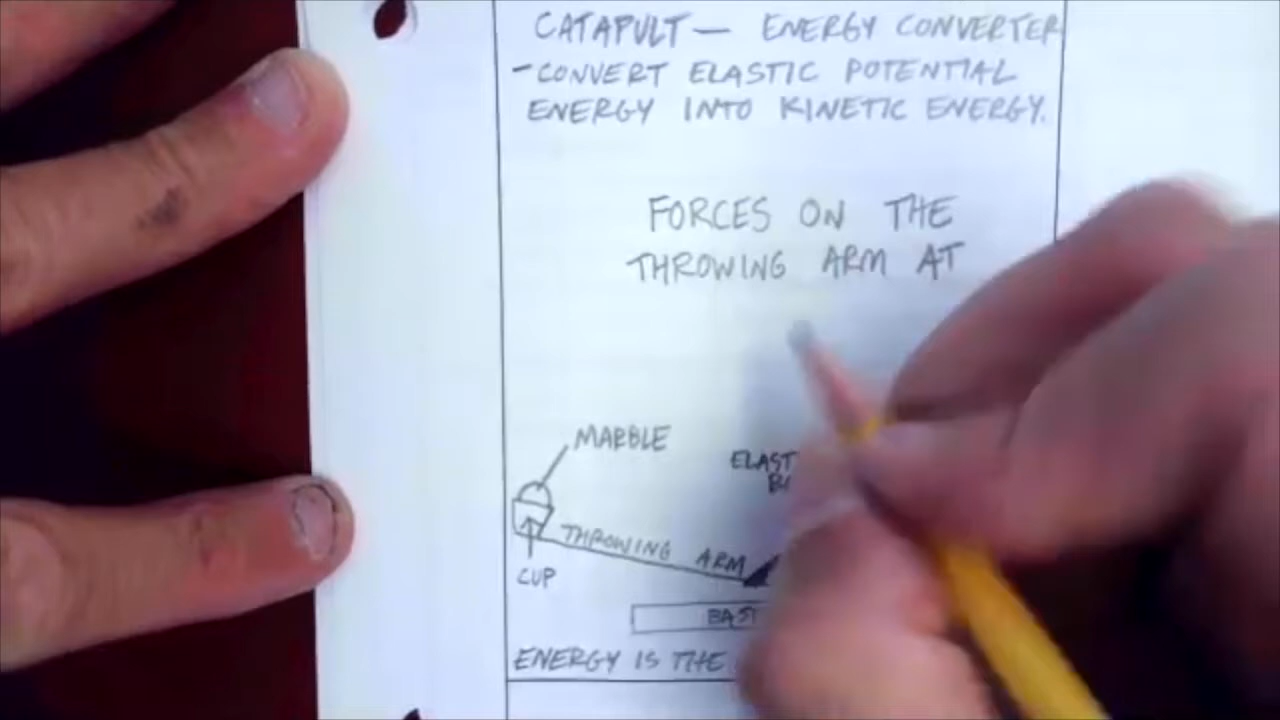 CATAPULT— ENERGY CONVERTER
-CONVERT ELASTIC POTENTIAL
ENERGY INTO KINETIC ENERGY.
FORCES ON THE
THROWING ARM AT
MARBLE
THROWING ARM
CUP
ENERGY IS THE